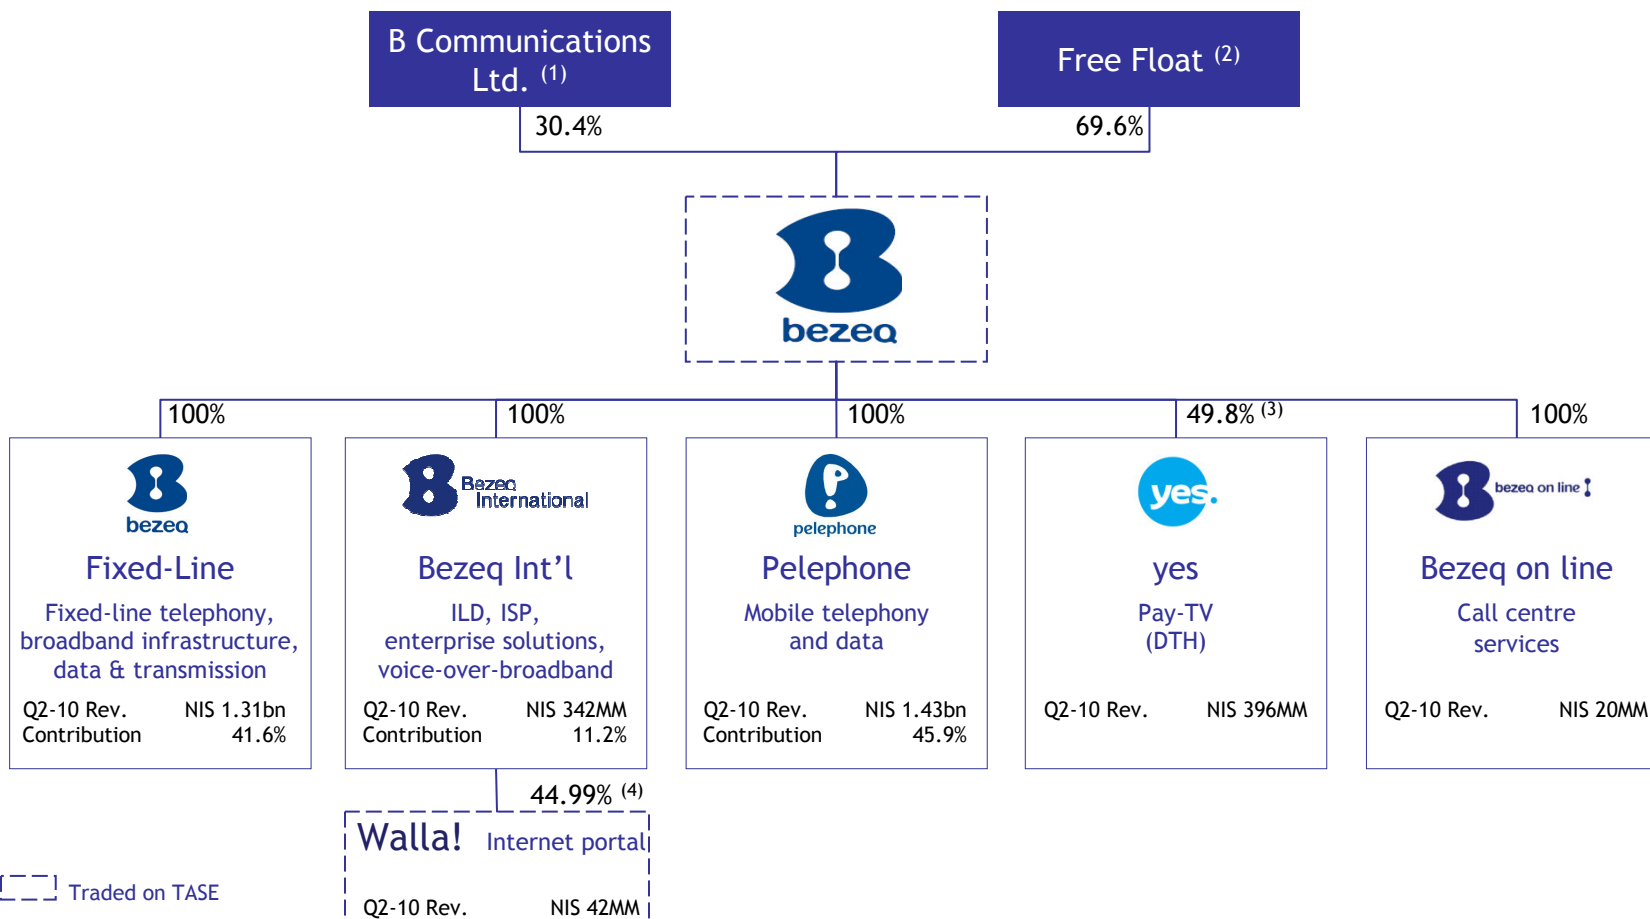 B Communications
Ltd. (1)
Free Float (2)
30.4%
69.6%
bezeq
100%
100%
100%
49.8% (3)
100%
bezeq
Fixed-Line
Fixed-line telephony,
broadband infrastructure,
data & transmission
Q2-10 Rev. NIS 1.31bn
Contribution 41.6%
Bezeq
International
Bezeq Int’l
ILD, ISP,
enterprise solutions,
voice-over-broadband
Q2-10 Rev. NIS 342MM
Contribution 11.2%
pelephone
Pelephone
Mobile telephony
and data
Q2-10 Rev. NIS 1.43bn
Contribution 45.9%
yes.
yes
Pay-TV
(DTH)
Q2-10 Rev. NIS 396MM
bezeq on line
Bezeq on line
Call centre
services
Q2-10 Rev. NIS 20MM
44.99% (4)
Walla! Internet portal
Q2-10 Rev. NIS 42MM
Traded on TASE